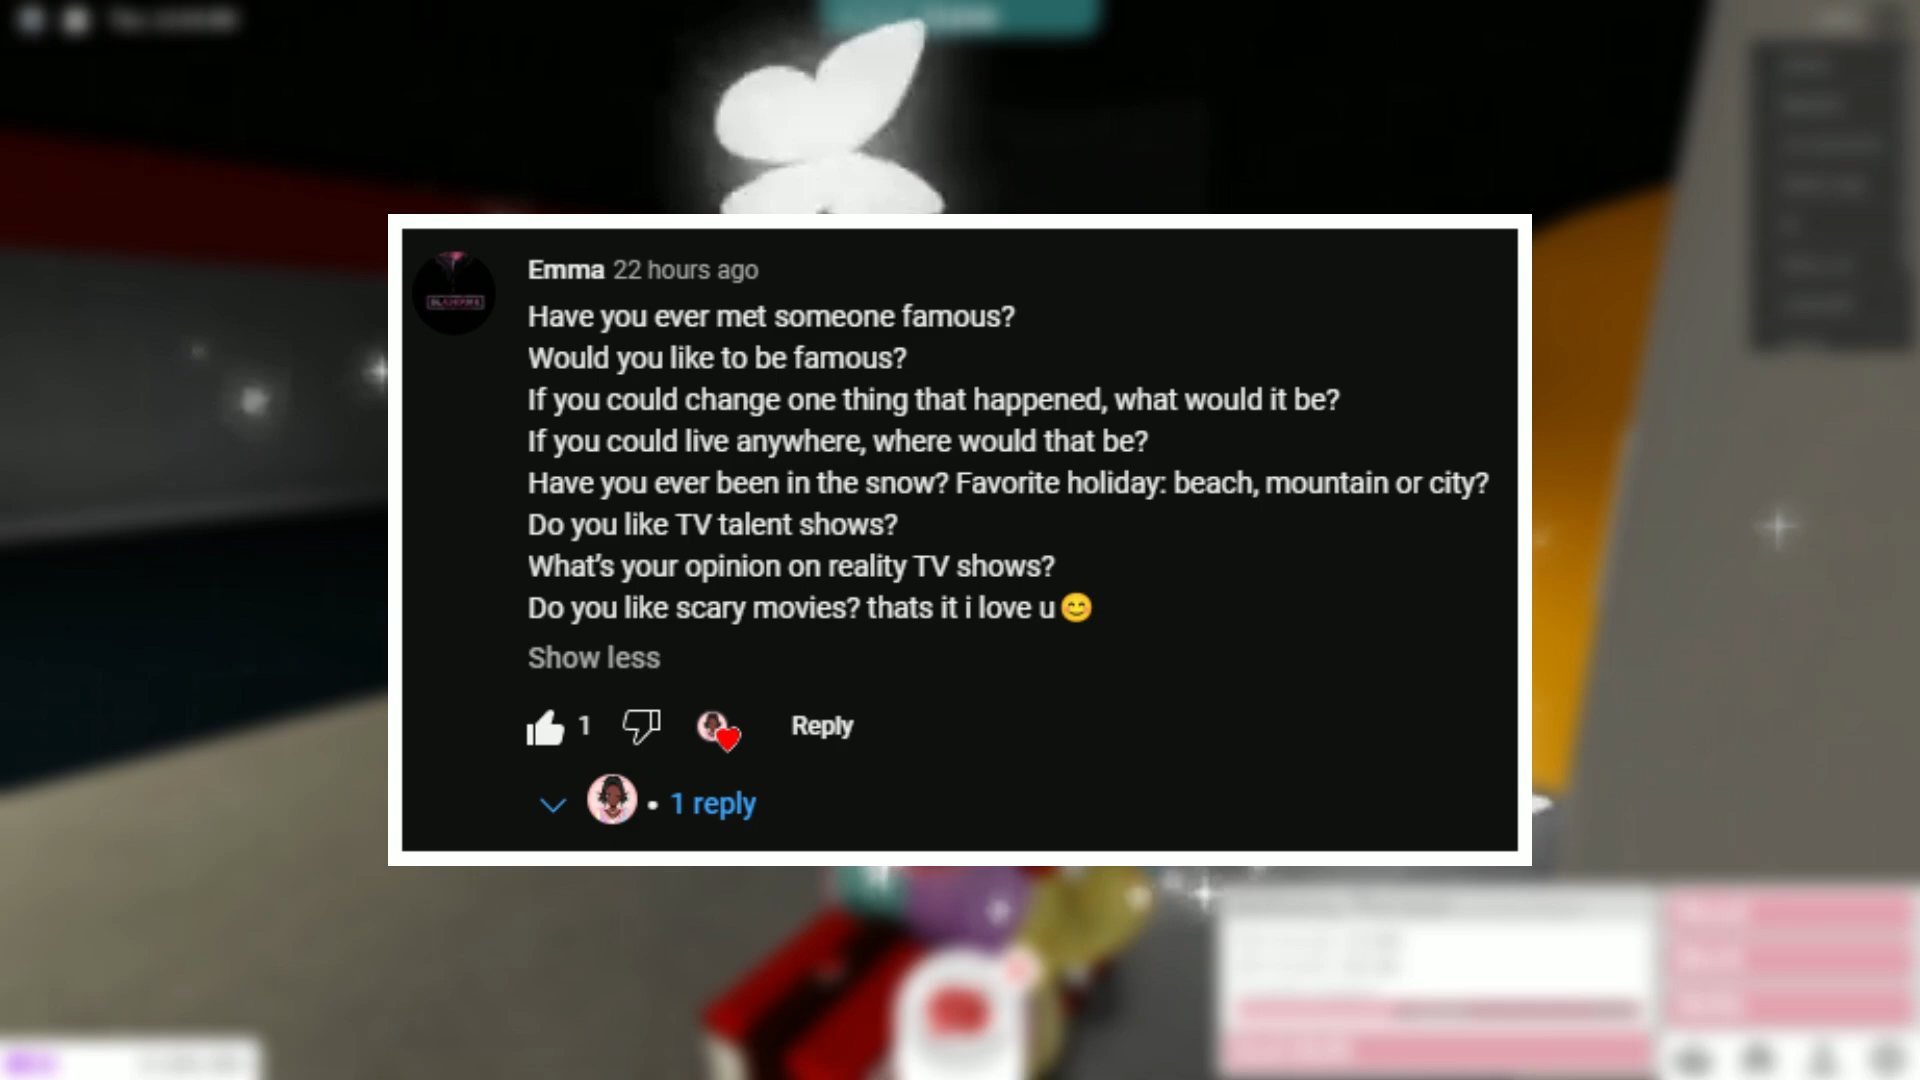 Emma 22 hours ago
Have you ever met someone famous?
Would you like to be famous?
If you could change one thing that happened, what would it be?
If you could live anywhere, where would that be?
Have you ever been in the snow? Favorite holiday: beach, mountain or city?
Do you like TV talent shows?
What's your opinion on reality TV shows?
Do you like scary movies? thats it i love u😊
Show less
1 Reply
• 1 reply